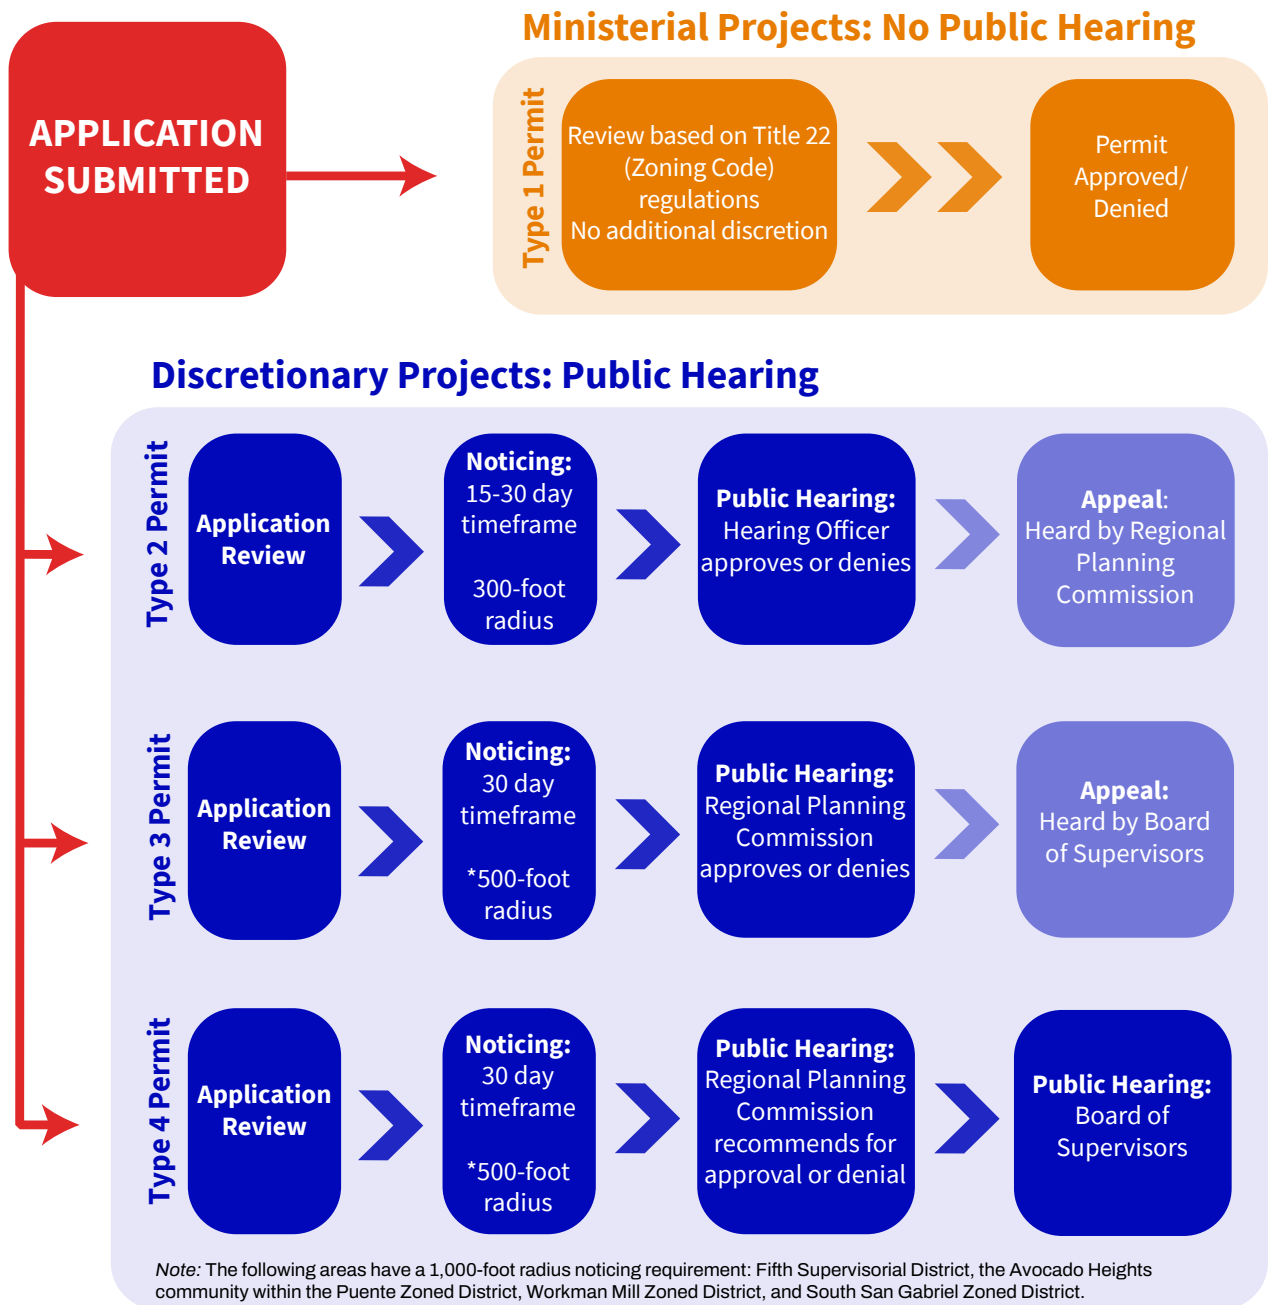 APPLICATION
SUBMITTED
Ministerial Projects: No Public Hearing
Type 1 Permit
Review based on Title 22
(Zoning Code)
regulations
No additional discretion
Permit
Approved/
Denied
Discretionary Projects: Public Hearing
Type 2 Permit
Application
Review
Noticing:
15-30 day
timeframe
300-foot
radius
Public Hearing:
Hearing Officer
approves or denies
Appeal:
Heard by Regional
Planning
Commission
Type 3 Permit
Application
Review
Noticing:
30 day
timeframe
*500-foot
radius
Public Hearing:
Regional Planning
Commission
approves or denies
Appeal:
Heard by Board
of Supervisors
Type 4 Permit
Application
Review
Noticing:
30 day
timeframe
*500-foot
radius
Public Hearing:
Regional Planning
Commission
recommends for
approval or denial
Public Hearing:
Board of
Supervisors
Note: The following areas have a 1,000-foot radius noticing requirement: Fifth Supervisorial District, the Avocado Heights
community within the Puente Zoned District, Workman Mill Zoned District, and South San Gabriel Zoned District.